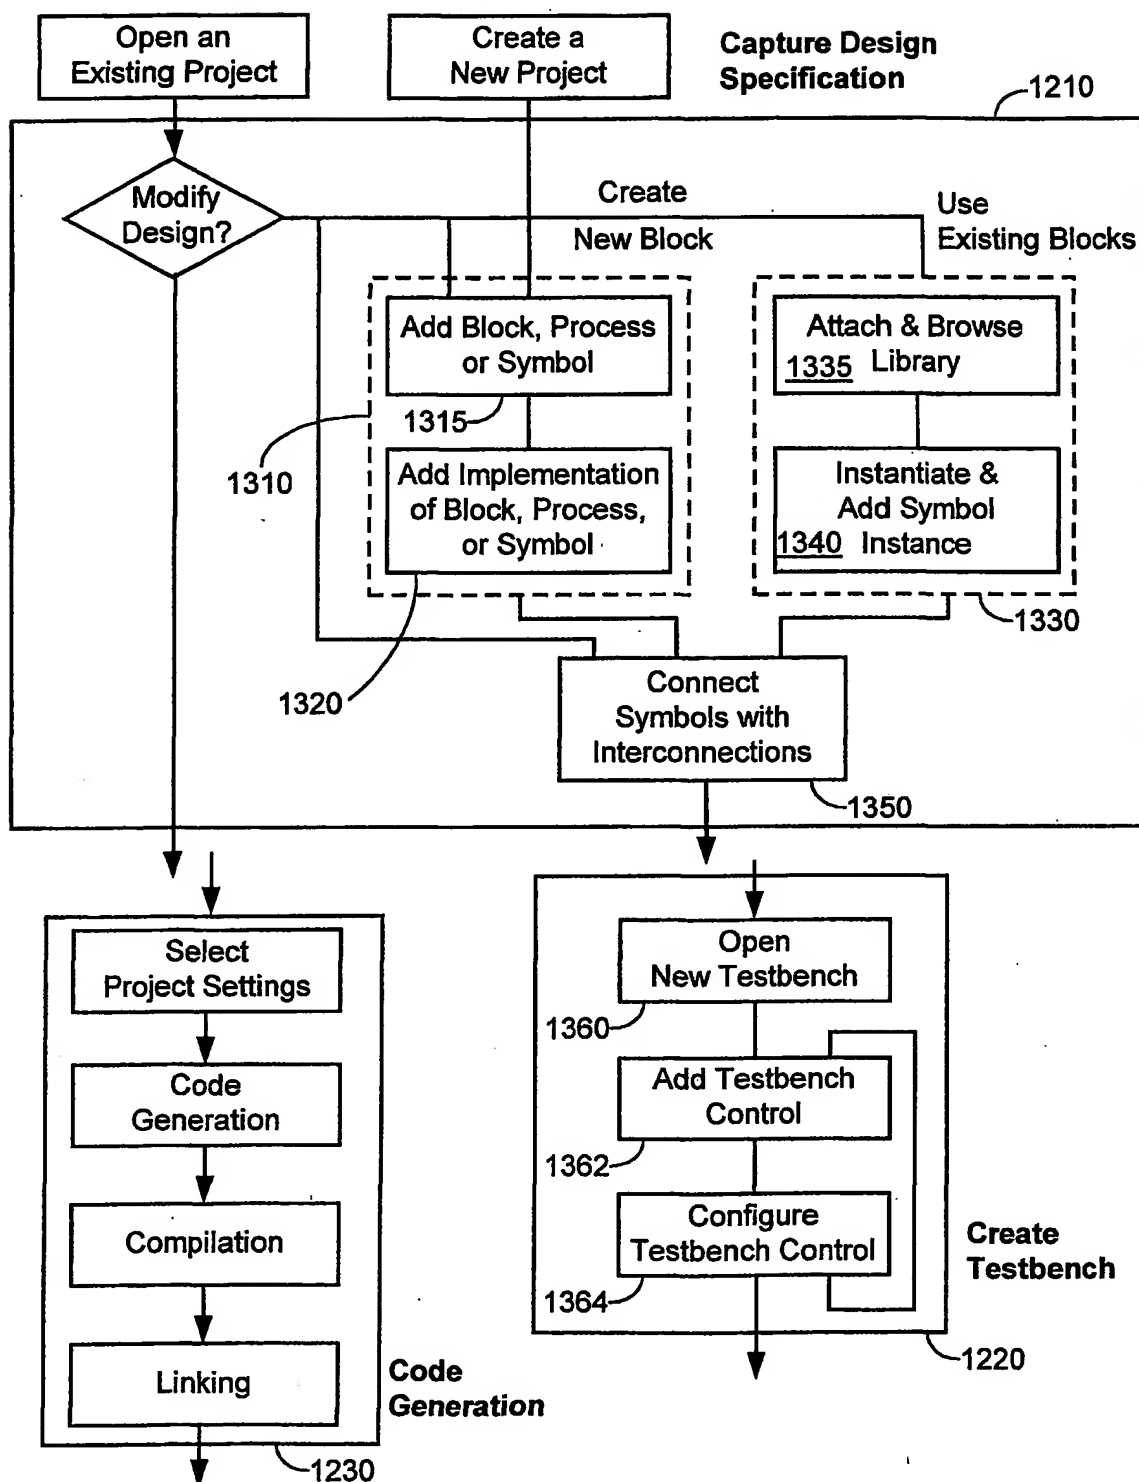 Open an
Existing Project
Create a
New Project
Capture Design
Specification
1210
Modify
Design?
Create
New Block
Use
Existing Blocks
Add Block, Process
or Symbol
1315
Attach & Browse
Library
1335
1310
Add Implementation
of Block, Process,
or Symbol
1320
Instantiate &
Add Symbol
Instance
1340
1330
Connect
Symbols with
Interconnections
1350
Select
Project Settings
Code
Generation
Compilation
Linking
Code
Generation
1230
Open
New Testbench
1360
Add Testbench
Control
1362
Configure
Testbench Control
1364
Create
Testbench
1220